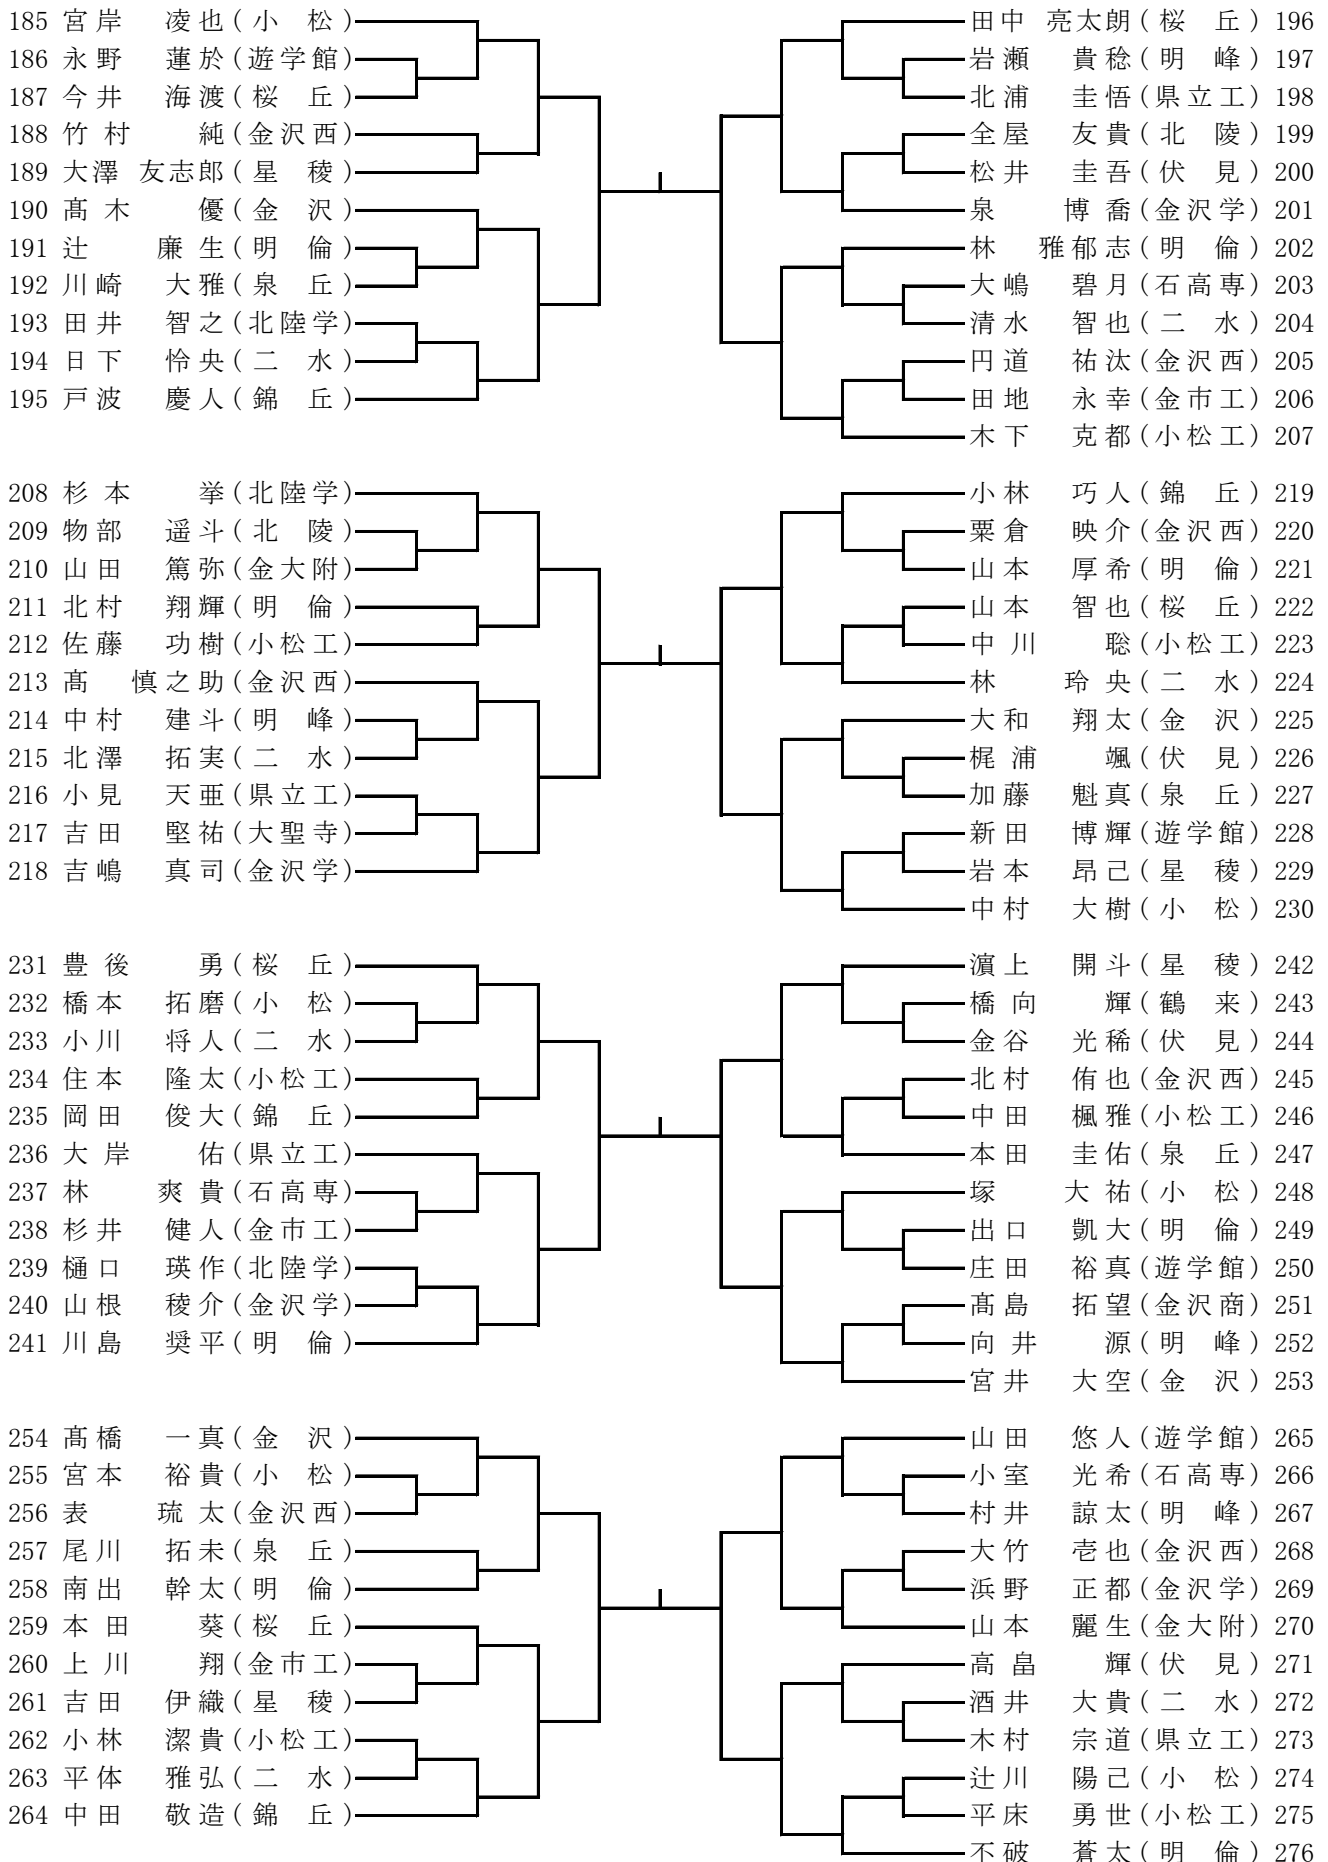 185 宮岸 凌也(小 松)
186 永野 蓮於(遊学館)
187 今井 海渡(桜 丘)
188 竹村 純(金沢西)
189 大澤 友志郎(星 稜)
190 髙木 優(金 沢)
191 辻 廉生(明 倫)
192 川崎 大雅(泉 丘)
193 田井 智之(北陸学)
194 日下 怜央(二 水)
195 戸波 慶人(錦 丘)
田中 亮太朗(桜 丘) 196
岩瀬 貴稔(明 峰) 197
北浦 圭悟(県立工) 198
全屋 友貴(北 陵) 199
松井 圭吾(伏 見) 200
泉 博喬(金沢学) 201
林 雅郁志(明 倫) 202
大嶋 碧月(石高専) 203
清水 智也(二 水) 204
円道 祐汰(金沢西) 205
田地 永幸(金市工) 206
木下 克都(小松工) 207
208 杉本 挙(北陸学)
209 物部 遥斗(北 陵)
210 山田 篤弥(金大附)
211 北村 翔輝(明 倫)
212 佐藤 功樹(小松工)
213 髙 慎之助(金沢西)
214 中村 建斗(明 峰)
215 北澤 拓実(二 水)
216 小見 天亜(県立工)
217 吉田 堅祐(大聖寺)
218 吉嶋 真司(金沢学)
小林 巧人(錦 丘) 219
粟倉 映介(金沢西) 220
山本 厚希(明 倫) 221
山本 智也(桜 丘) 222
中川 聡(小松工) 223
林 玲央(二 水) 224
大和 翔太(金 沢) 225
梶浦 颯(伏 見) 226
加藤 魁真(泉 丘) 227
新田 博輝(遊学館) 228
岩本 昂己(星 稜) 229
中村 大樹(小 松) 230
231 豊後 勇(桜 丘)
232 橋本 拓磨(小 松)
233 小川 将人(二 水)
234 住本 隆太(小松工)
235 岡田 俊大(錦 丘)
236 大岸 佑(県立工)
237 林 爽貴(石高専)
238 杉井 健人(金市工)
239 樋口 瑛作(北陸学)
240 山根 稜介(金沢学)
241 川島 奨平(明 倫)
濵上 開斗(星 稜) 242
橋向 輝(鶴 来) 243
金谷 光稀(伏 見) 244
北村 侑也(金沢西) 245
中田 楓雅(小松工) 246
本田 圭佑(泉 丘) 247
塚 大祐(小 松) 248
出口 凱大(明 倫) 249
庄田 裕真(遊学館) 250
髙島 拓望(金沢商) 251
向井 源(明 峰) 252
宮井 大空(金 沢) 253
254 髙橋 一真(金 沢)
255 宮本 裕貴(小 松)
256 表 琉太(金沢西)
257 尾川 拓未(泉 丘)
258 南出 幹太(明 倫)
259 本田 葵(桜 丘)
260 上川 翔(金市工)
261 吉田 伊織(星 稜)
262 小林 潔貴(小松工)
263 平体 雅弘(二 水)
264 中田 敬造(錦 丘)
山田 悠人(遊学館) 265
小室 光希(石高専) 266
村井 諒太(明 峰) 267
大竹 壱也(金沢西) 268
浜野 正都(金沢学) 269
山本 麗生(金大附) 270
高畠 輝(伏 見) 271
酒井 大貴(二 水) 272
木村 宗道(県立工) 273
辻川 陽己(小 松) 274
平床 勇世(小松工) 275
不破 蒼太(明 倫) 276